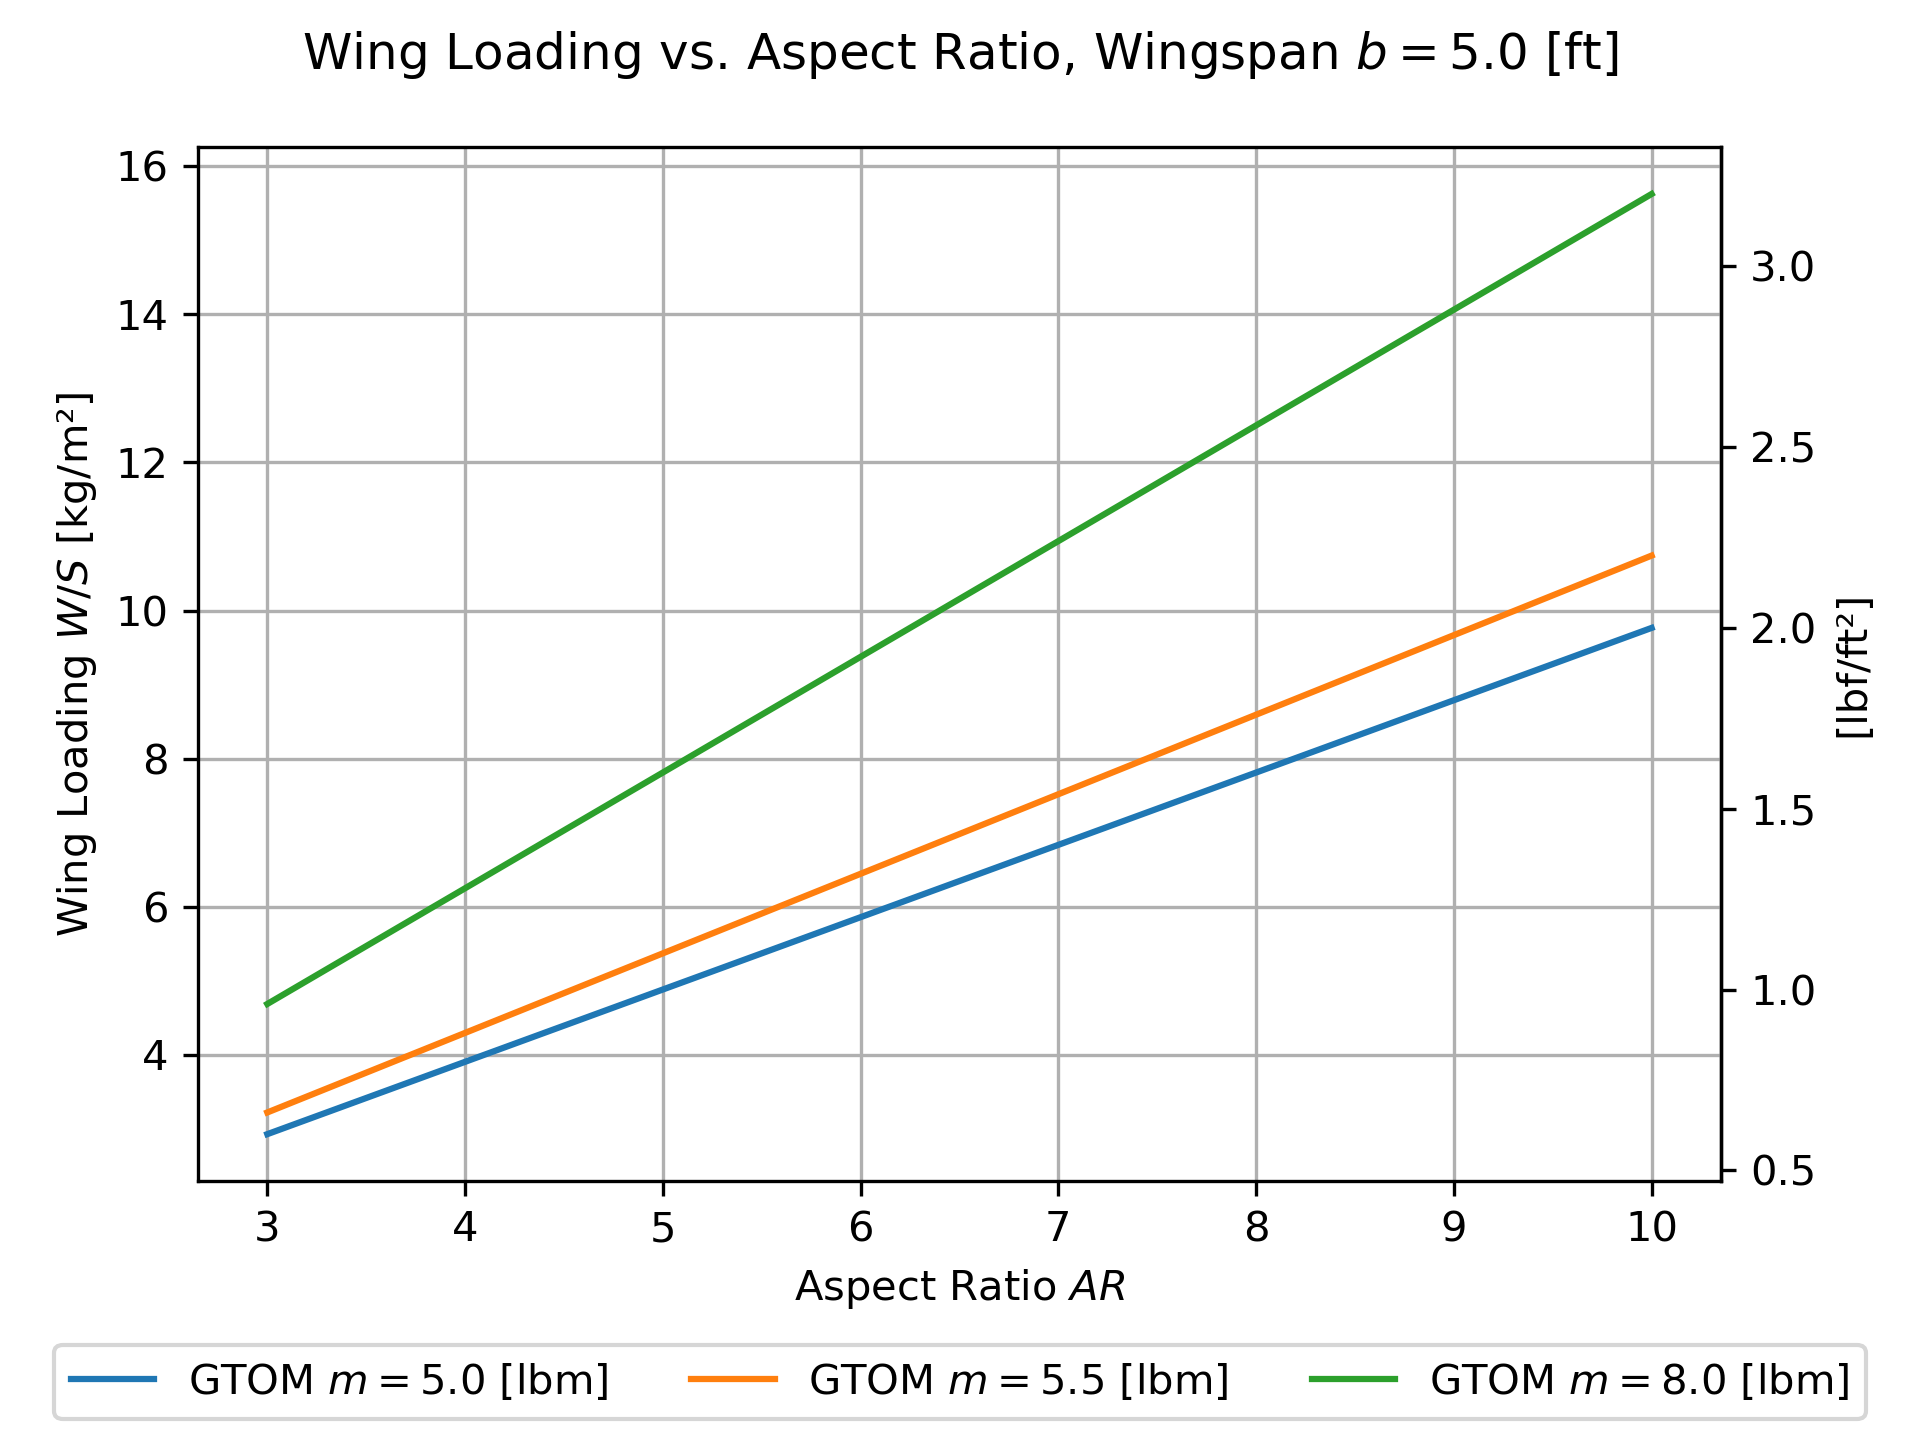 Wing Loading vs. Aspect Ratio, Wingspan b = 5.0 [ft]
Wing Loading W/S [kg/m²]
16
14
12
10
8
6
4
3.0
2.5
2.0
1.5
1.0
0.5
[lbf/ft²]
3 4 5 6 7 8 9 10
Aspect Ratio AR
GTOM m = 5.0 [lbm] GTOM m = 5.5 [lbm] GTOM m = 8.0 [lbm]